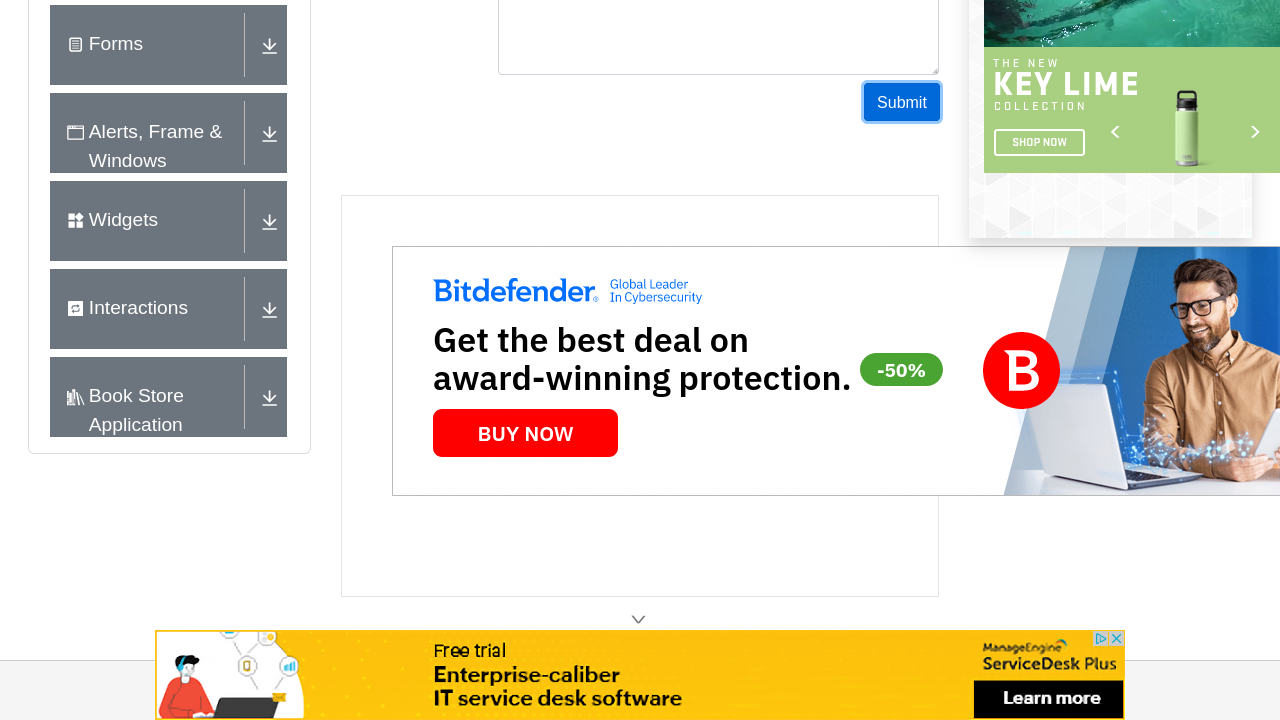 Forms
Alerts, Frame &
Windows
Widgets
Interactions
Book Store
Application
Submit
THE NEW
KEY LIME
COLLECTION
SHOP NOW
Bitdefender®
Global Leader
In Cybersecurity
Get the best deal on
award-winning protection.
-50%
BUY NOW
B
Free trial
Enterprise-caliber
IT service desk software
ManageEngine
ServiceDesk Plus
Learn more